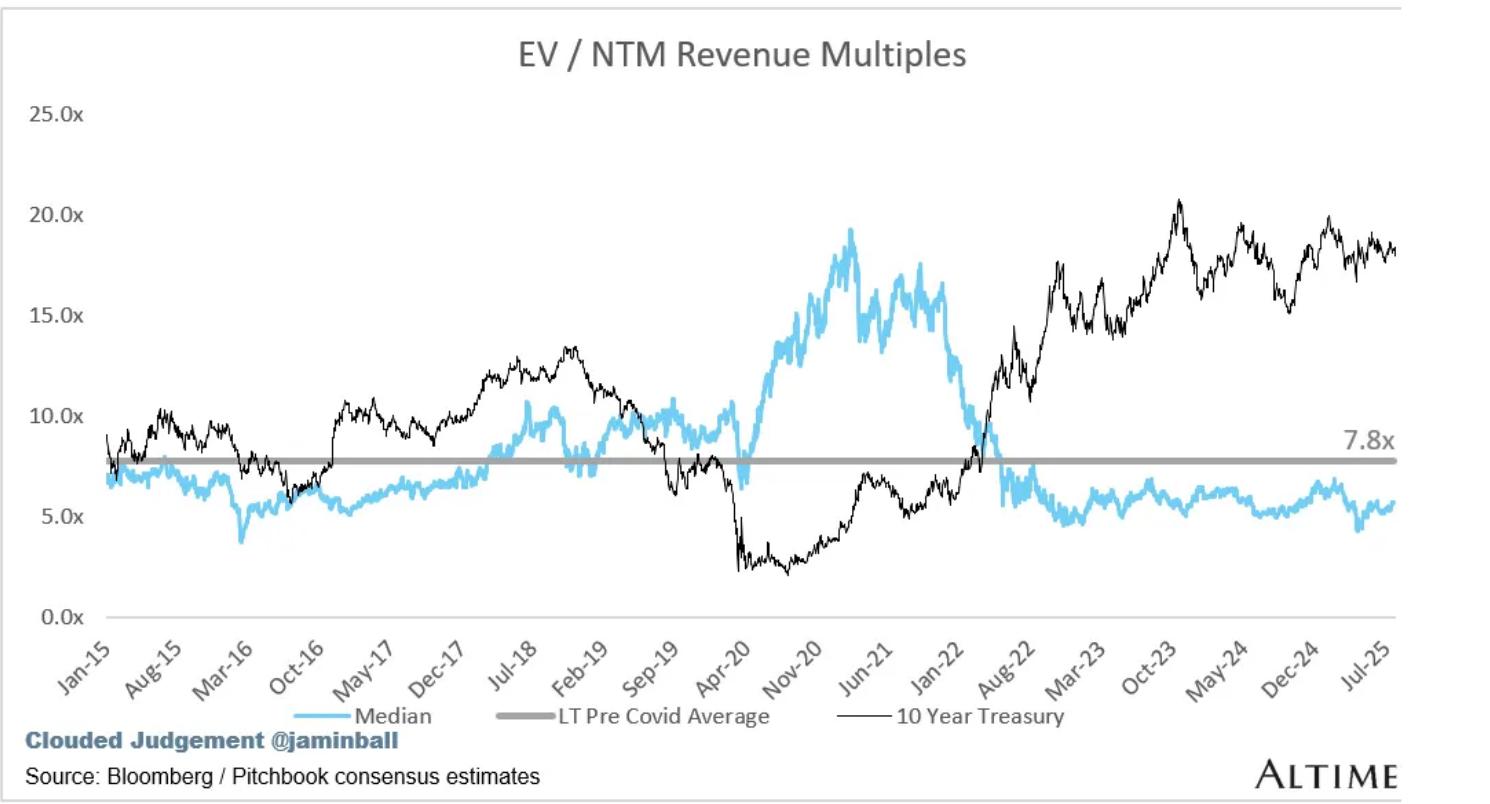 EV / NTM Revenue Multiples
25.0x
20.0x
15.0x
10.0x
5.0x
0.0x
7.8x
Jan-15 Aug-15 Mar-16 Oct-16 May-17 Dec-17 Jul-18 Feb-19 Sep-19 Apr-20 Nov-20 Jun-21 Jan-22 Aug-22 Mar-23 Oct-23 May-24 Dec-24 Jul-25
Median LT Pre Covid Average 10 Year Treasury
Clouded Judgement @jaminball
Source: Bloomberg / Pitchbook consensus estimates
ALTIME